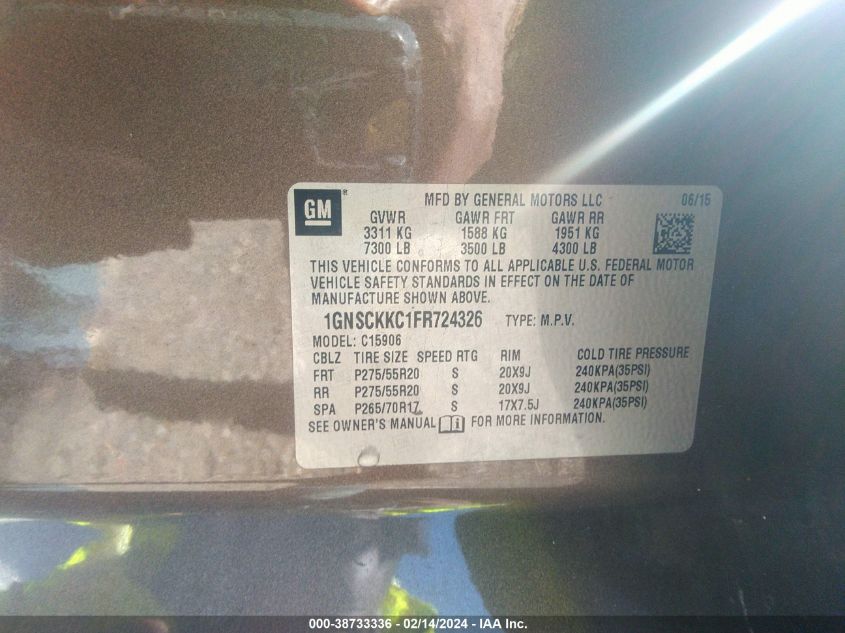 GM ® MFD BY GENERAL MOTORS LLC 06/15
GVWR GAWR FRT GAWR RR
3311 KG 1588 KG 1951 KG
7300 LB 3500 LB 4300 LB
THIS VEHICLE CONFORMS TO ALL APPLICABLE U.S. FEDERAL MOTOR
VEHICLE SAFETY STANDARDS IN EFFECT ON THE DATE OF
MANUFACTURE SHOWN ABOVE.
1GNSCKKC1FR724326 TYPE: M.P.V.
MODEL: C15906
CBLZ TIRE SIZE SPEED RTG RIM COLD TIRE PRESSURE
FRT P275/55R20 S 20X9J 240KPA(35PSI)
RR P275/55R20 S 20X9J 240KPA(35PSI)
SPA P265/70R17 S 17X7.5J 240KPA(35PSI)
SEE OWNER'S MANUAL FOR MORE INFORMATION.
000-38733336 - 02/14/2024 - IAA Inc.